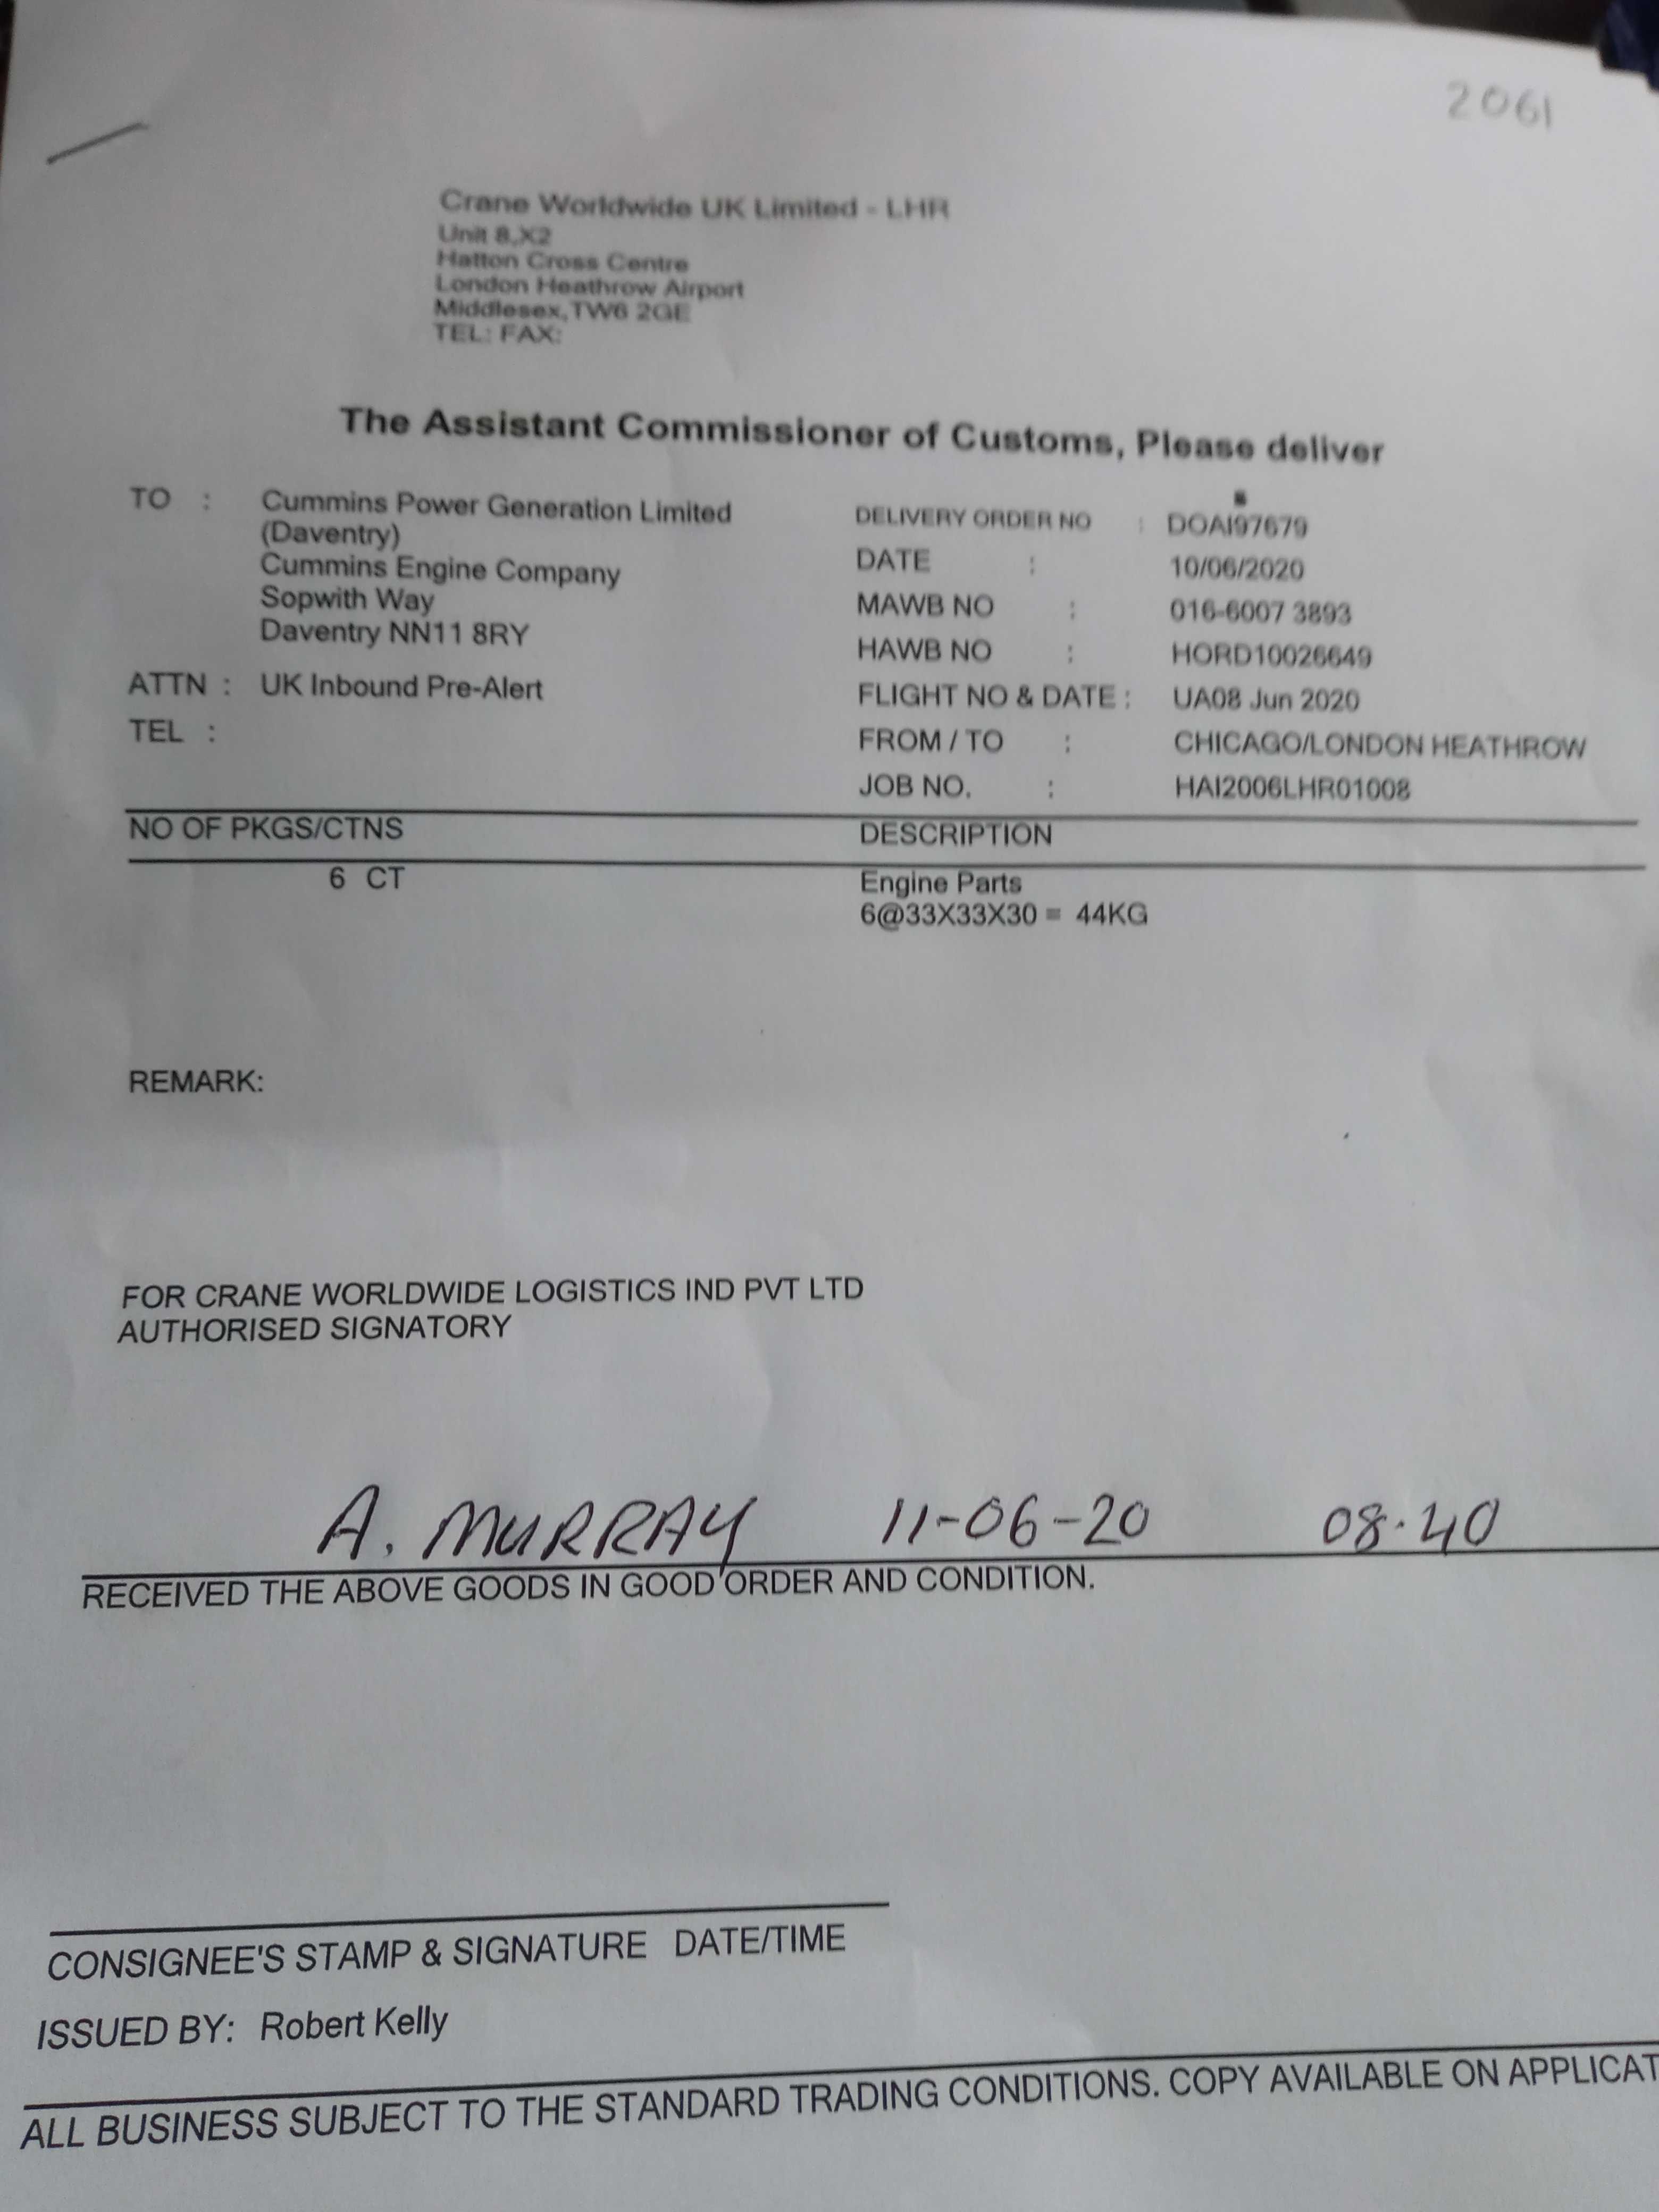 2061
Crane Worldwide UK Limited - LHR
Unit 8,X2
Hatton Cross Centre
London Heathrow Airport
Middlesex,TW6 2GE
TEL: FAX:
The Assistant Commissioner of Customs, Please deliver
TO : Cummins Power Generation Limited
(Daventry)
Cummins Engine Company
Sopwith Way
Daventry NN11 8RY
ATTN : UK Inbound Pre-Alert
TEL :
DELIVERY ORDER NO : DOAI97679
DATE : 10/06/2020
MAWB NO : 016-6007 3893
HAWB NO : HORD10026649
FLIGHT NO & DATE : UA08 Jun 2020
FROM / TO : CHICAGO/LONDON HEATHROW
JOB NO. : HAI2006LHR01008
NO OF PKGS/CTNS DESCRIPTION
6 CT Engine Parts
6@33X33X30 = 44KG
REMARK:
FOR CRANE WORLDWIDE LOGISTICS IND PVT LTD
AUTHORISED SIGNATORY
A. MURRAY 11-06-20 08.40
RECEIVED THE ABOVE GOODS IN GOOD ORDER AND CONDITION.
CONSIGNEE'S STAMP & SIGNATURE DATE/TIME
ISSUED BY: Robert Kelly
ALL BUSINESS SUBJECT TO THE STANDARD TRADING CONDITIONS. COPY AVAILABLE ON APPLICAT